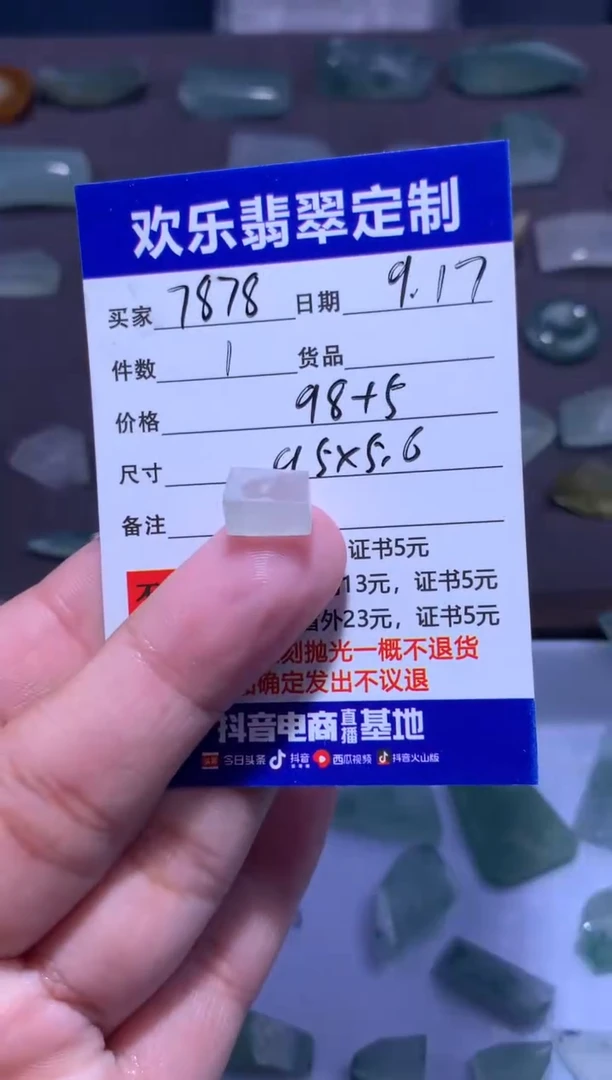 欢乐翡翠定制
买家 7878 日期 9.17
件数 1 货品
价格 98+5
尺寸 95×5.6
备注
证书5元
13元，证书5元
省外23元，证书5元
刻抛光一概不退货
确定发出不议退
抖音电商直播基地
今日头条 抖音 西瓜视频 抖音火山版